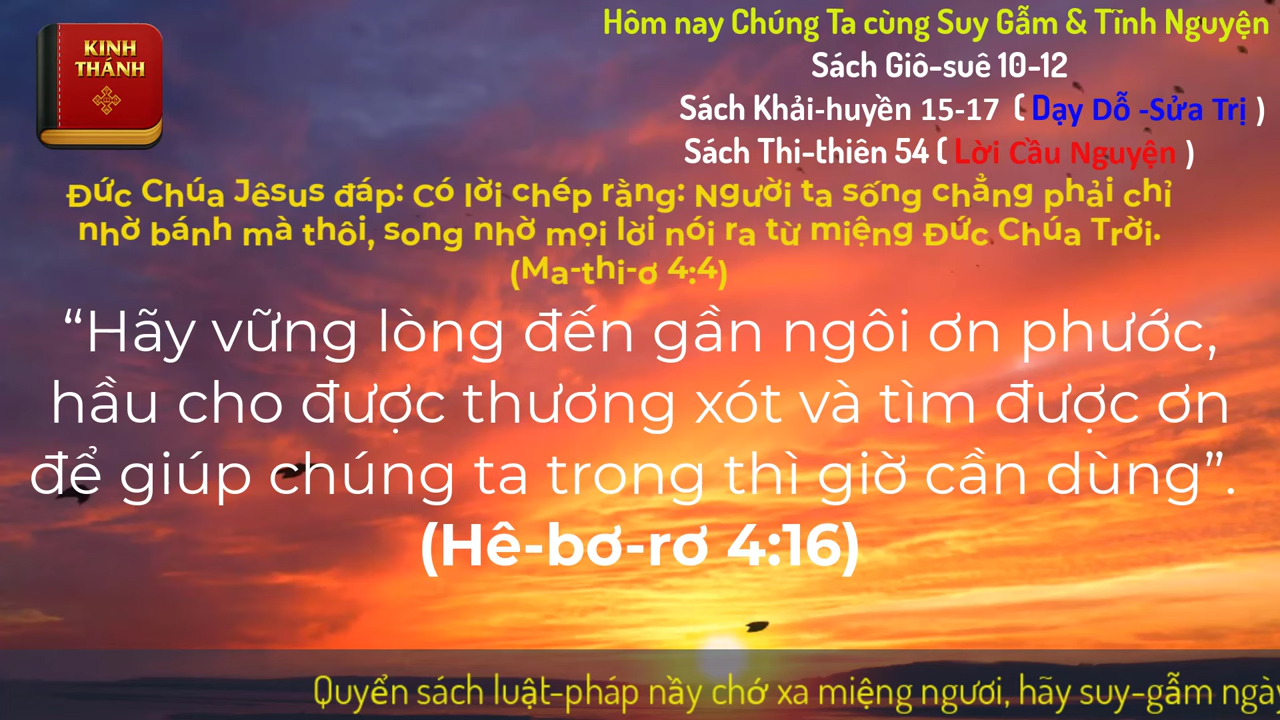 KINH
THÁNH
Hôm nay Chúng Ta cùng Suy Gẫm & Tĩnh Nguyện
Sách Giô-suê 10-12
Sách Khải-huyền 15-17 ( Dạy Dỗ -Sửa Trị )
Sách Thi-thiên 54 ( Lời Cầu Nguyện )
Đức Chúa Jêsus đáp: Có lời chép rằng: Người ta sống chẳng phải chỉ
nhờ bánh mà thôi, song nhờ mọi lời nói ra từ miệng Đức Chúa Trời.
(Ma-thi-ơ 4:4)
“Hãy vững lòng đến gần ngôi ơn phước,
hầu cho được thương xót và tìm được ơn
để giúp chúng ta trong thì giờ cần dùng”.
(Hê-bơ-rơ 4:16)
Quyển sách luật-pháp nầy chớ xa miệng ngươi, hãy suy-gẫm ngày